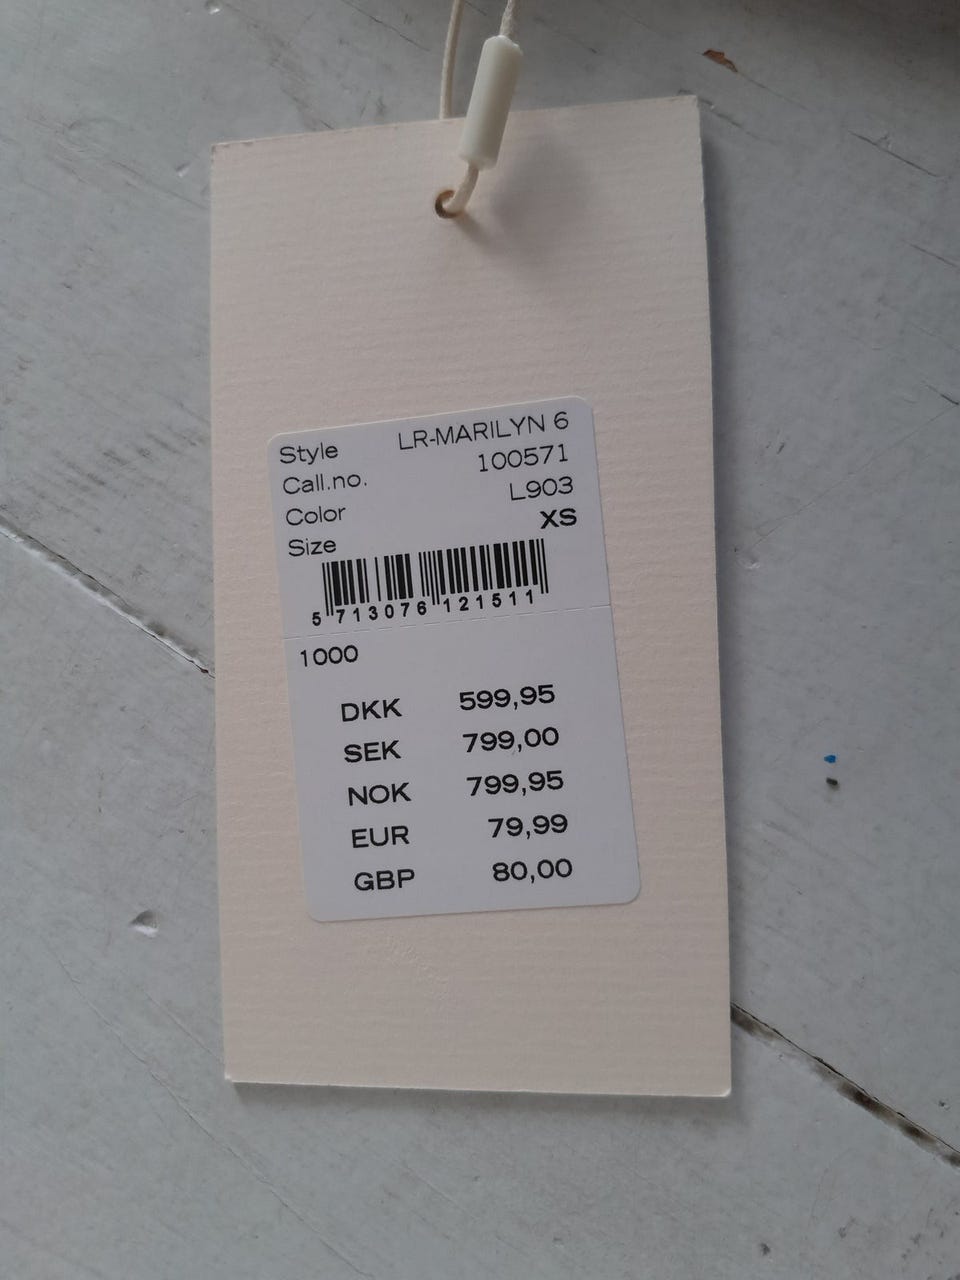 Style LR-MARILYN 6
Call.no. 100571
Color L903
Size XS
5 713076 121511
1000
DKK 599,95
SEK 799,00
NOK 799,95
EUR 79,99
GBP 80,00